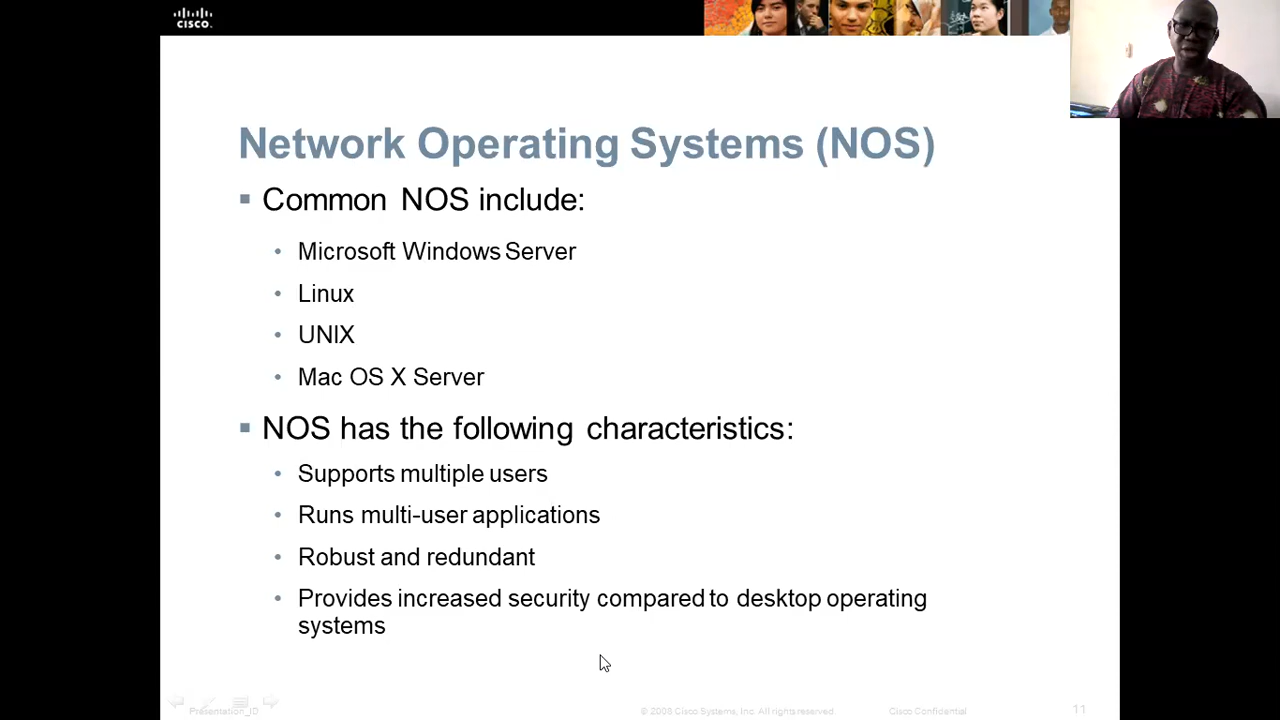 CISCO
Network Operating Systems (NOS)
Common NOS include:
Microsoft Windows Server
Linux
UNIX
Mac OS X Server
NOS has the following characteristics:
Supports multiple users
Runs multi-user applications
Robust and redundant
Provides increased security compared to desktop operating
systems
Presentation_ID
© 2008 Cisco Systems, Inc. All rights reserved
Cisco Confidential
11